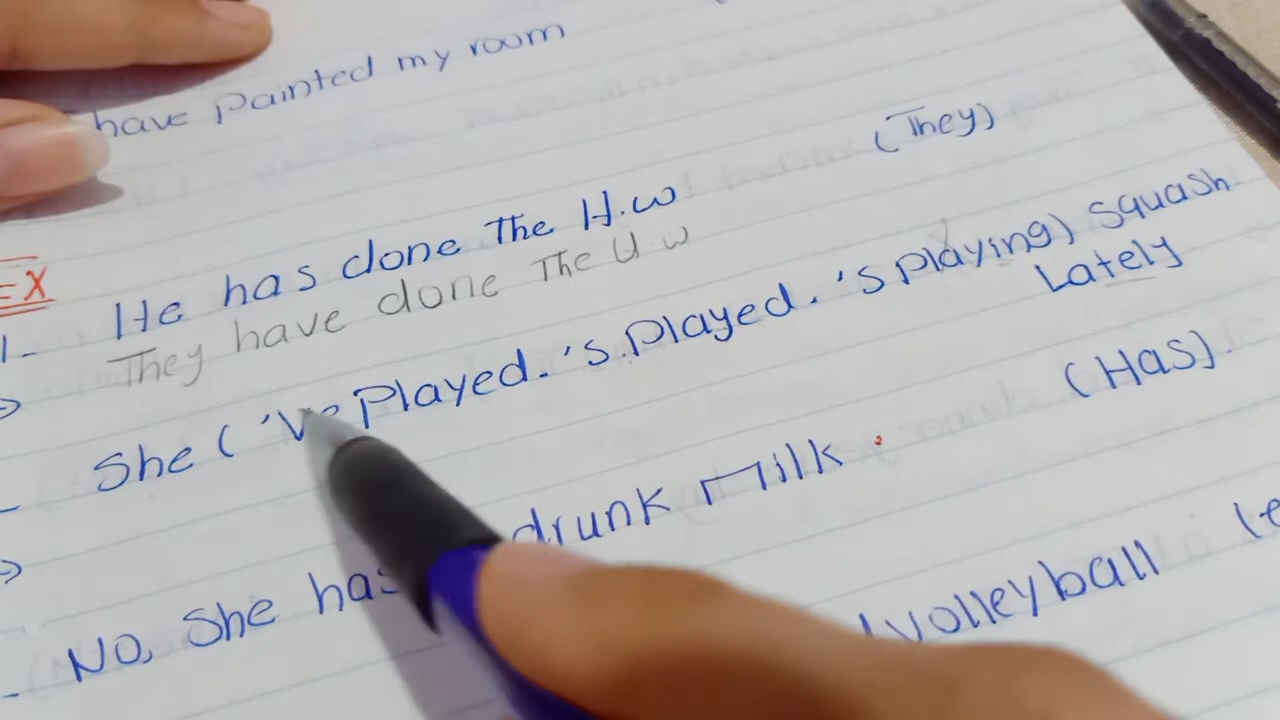 have Painted my room
(They)
EX
1- He has done The H.w
They have done The H w
She ('ve Played. 's Played. 's Playing) Squash
Lately
(Has).
No, She has drunk Milk.
volleyball